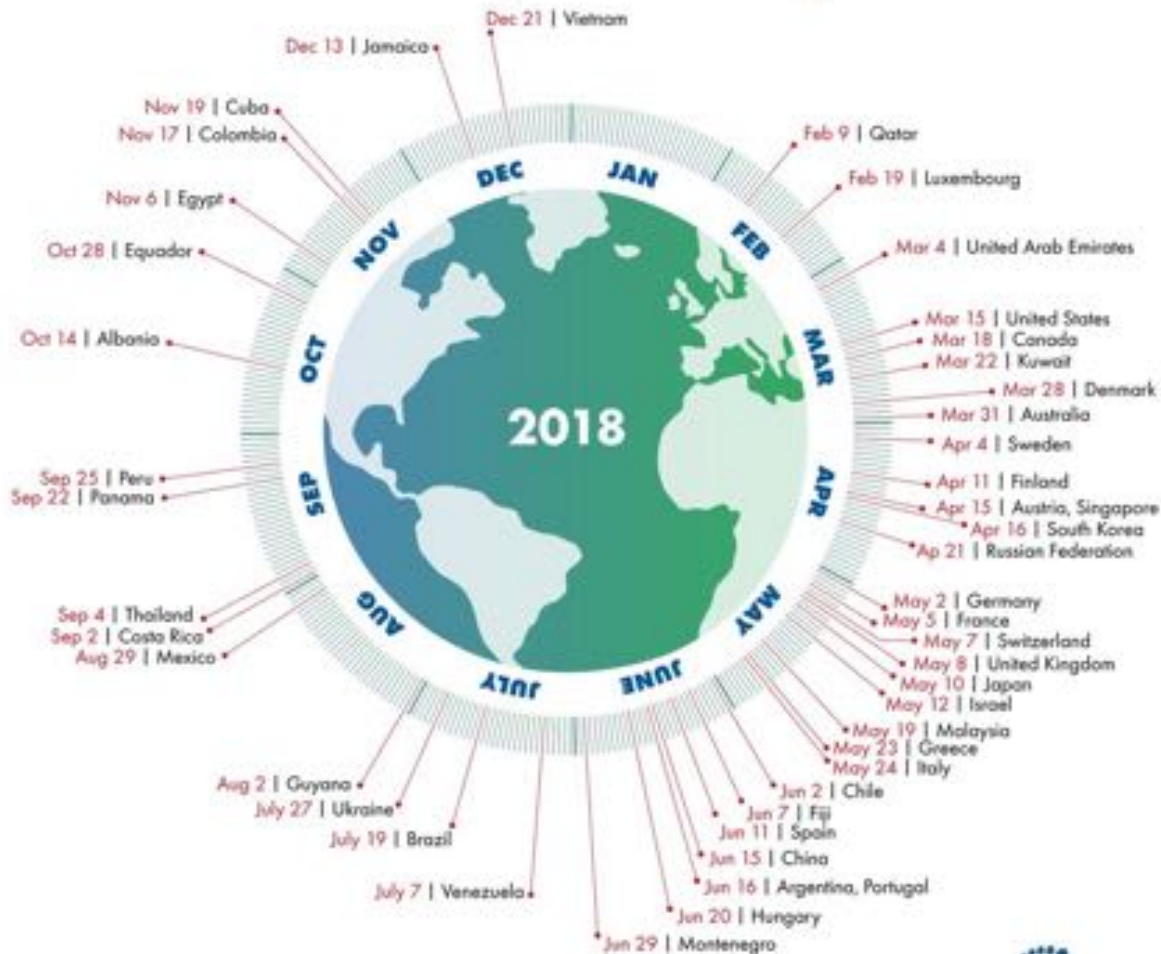 Dec 21 | Vietnam
Dec 13 | Jamaica
Nov 19 | Cuba
Nov 17 | Colombia
Nov 6 | Egypt
Oct 28 | Equador
Oct 14 | Albania
Sep 25 | Peru
Sep 22 | Panama
Sep 4 | Thailand
Sep 2 | Costa Rica
Aug 29 | Mexico
Aug 2 | Guyana
July 27 | Ukraine
July 19 | Brazil
July 7 | Venezuela
JAN
FEB
MAR
APR
MAY
JUNE
JULY
AUG
SEP
OCT
NOV
DEC
2018
Feb 9 | Qatar
Feb 19 | Luxembourg
Mar 4 | United Arab Emirates
Mar 15 | United States
Mar 18 | Canada
Mar 22 | Kuwait
Mar 28 | Denmark
Mar 31 | Australia
Apr 4 | Sweden
Apr 11 | Finland
Apr 15 | Austria, Singapore
Apr 16 | South Korea
Ap 21 | Russian Federation
May 2 | Germany
May 5 | France
May 7 | Switzerland
May 8 | United Kingdom
May 10 | Japan
May 12 | Israel
May 19 | Malaysia
May 23 | Greece
May 24 | Italy
Jun 2 | Chile
Jun 7 | Fiji
Jun 11 | Spain
Jun 15 | China
Jun 16 | Argentina, Portugal
Jun 20 | Hungary
Jun 29 | Montenegro